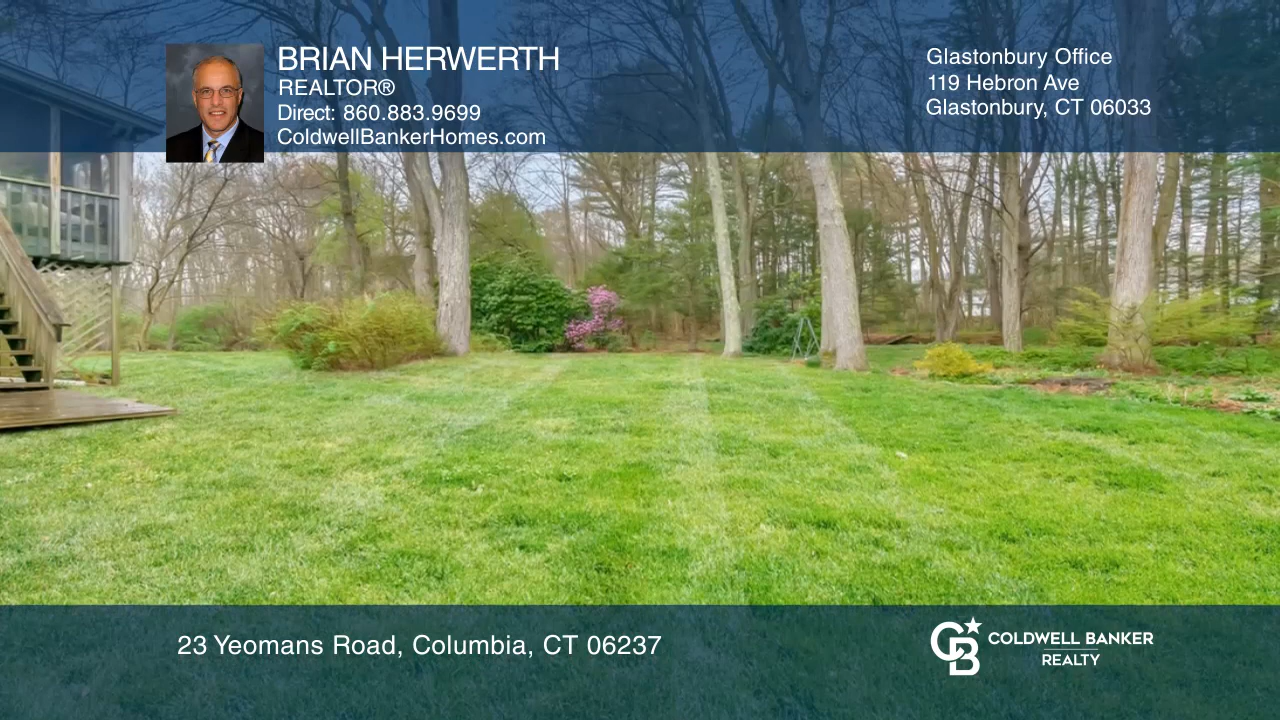 BRIAN HERWERTH
REALTOR®
Direct: 860.883.9699
ColdwellBankerHomes.com
Glastonbury Office
119 Hebron Ave
Glastonbury, CT 06033
23 Yeomans Road, Columbia, CT 06237
CB
COLDWELL BANKER
REALTY